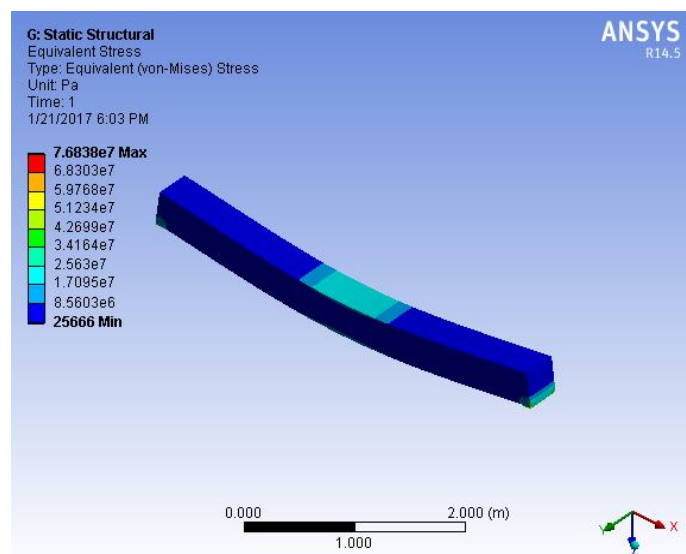 G: Static Structural
Equivalent Stress
Type: Equivalent (von-Mises) Stress
Unit: Pa
Time: 1
1/21/2017 6:03 PM
ANSYS
R14.5
7.6838e7 Max
6.8303e7
5.9768e7
5.1234e7
4.2699e7
3.4164e7
2.563e7
1.7095e7
8.5603e6
25666 Min
0.000
2.000 (m)
1.000
Y
X